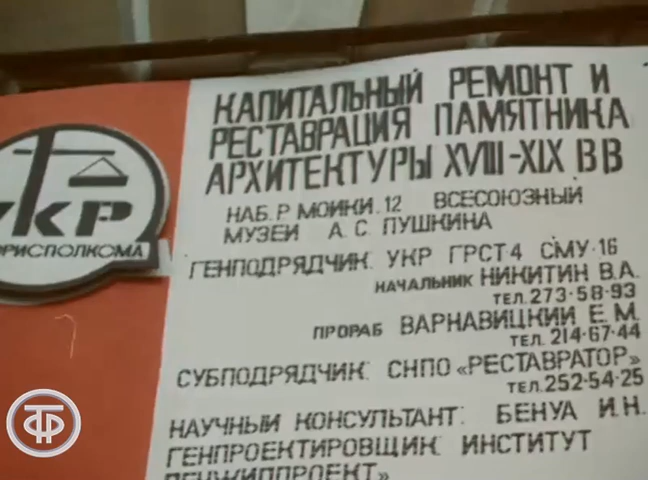 КАПИТАЛЬНЫЙ РЕМОНТ И
РЕСТАВРАЦИЯ ПАМЯТНИКА
АРХИТЕКТУРЫ XVIII-XIX ВВ
НАБ. Р МОЙКИ. 12 ВСЕСОЮЗНЫЙ
МУЗЕЙ А.С. ПУШКИНА
ГЕНПОДРЯДЧИК: УКР ГРСТ·4 СМУ·16
НАЧАЛЬНИК НИКИТИН В.А.
ТЕЛ. 273·58·93
ПРОРАБ ВАРНАВИЦКИЙ Е.М.
ТЕЛ. 214·67·44
СУБПОДРЯДЧИК: СНПО «РЕСТАВРАТОР»
ТЕЛ. 252·54·25
НАУЧНЫЙ КОНСУЛЬТАНТ: БЕНУА И.Н.
ГЕНПРОЕКТИРОВЩИК: ИНСТИТУТ
УКР